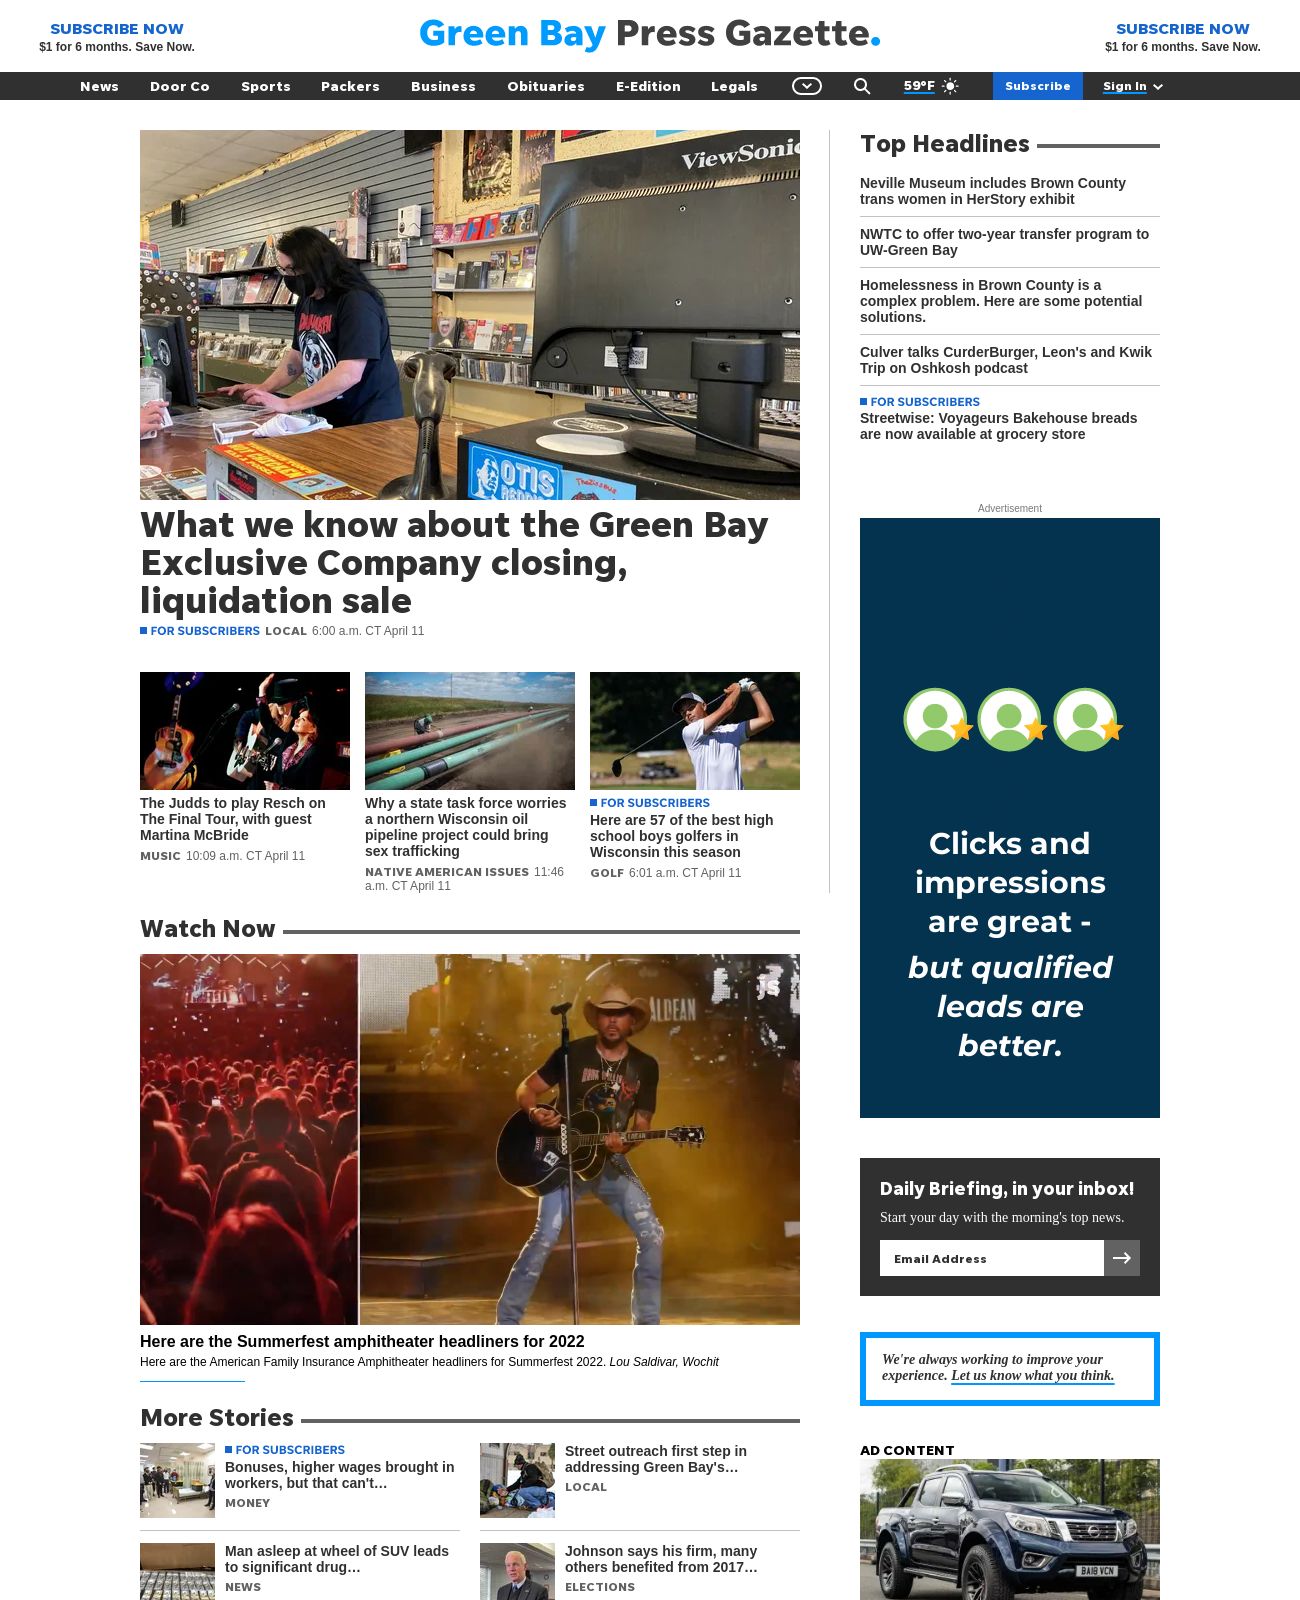 SUBSCRIBE NOW
$1 for 6 months. Save Now.
Green Bay Press Gazette.
SUBSCRIBE NOW
$1 for 6 months. Save Now.
News Door Co Sports Packers Business Obituaries E-Edition Legals 59°F Subscribe Sign In
ViewSonic
OTIS
What we know about the Green Bay
Exclusive Company closing,
liquidation sale
FOR SUBSCRIBERS LOCAL 6:00 a.m. CT April 11
The Judds to play Resch on
The Final Tour, with guest
Martina McBride
MUSIC 10:09 a.m. CT April 11
Why a state task force worries
a northern Wisconsin oil
pipeline project could bring
sex trafficking
NATIVE AMERICAN ISSUES 11:46
a.m. CT April 11
FOR SUBSCRIBERS
Here are 57 of the best high
school boys golfers in
Wisconsin this season
GOLF 6:01 a.m. CT April 11
Watch Now
js
ALDEAN
Here are the Summerfest amphitheater headliners for 2022
Here are the American Family Insurance Amphitheater headliners for Summerfest 2022. Lou Saldivar, Wochit
More Stories
FOR SUBSCRIBERS
Bonuses, higher wages brought in
workers, but that can't…
MONEY
Street outreach first step in
addressing Green Bay's…
LOCAL
Man asleep at wheel of SUV leads
to significant drug…
NEWS
Johnson says his firm, many
others benefited from 2017…
ELECTIONS
Top Headlines
Neville Museum includes Brown County
trans women in HerStory exhibit
NWTC to offer two-year transfer program to
UW-Green Bay
Homelessness in Brown County is a
complex problem. Here are some potential
solutions.
Culver talks CurderBurger, Leon's and Kwik
Trip on Oshkosh podcast
FOR SUBSCRIBERS
Streetwise: Voyageurs Bakehouse breads
are now available at grocery store
Advertisement
Clicks and
impressions
are great -
but qualified
leads are
better.
Daily Briefing, in your inbox!
Start your day with the morning's top news.
Email Address
We're always working to improve your
experience. Let us know what you think.
AD CONTENT
BA18 VCN